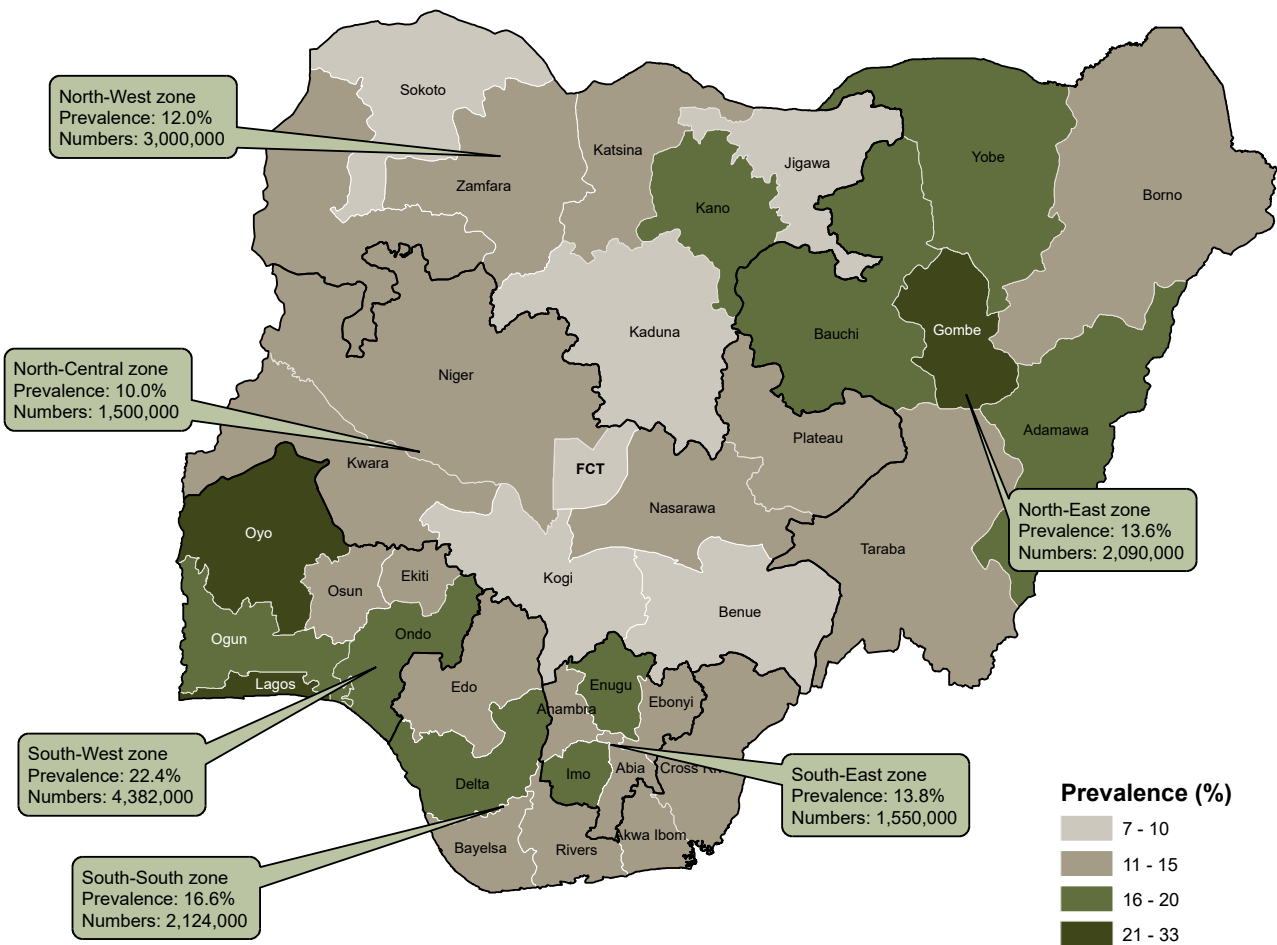 Sokoto
North-West zone
Prevalence: 12.0%
Numbers: 3,000,000
Katsina
Jigawa
Yobe
Zamfara
Kano
Borno
Kaduna
Gombe
Bauchi
North-Central zone
Prevalence: 10.0%
Numbers: 1,500,000
Niger
Adamawa
Plateau
Kwara
FCT
Nasarawa
North-East zone
Prevalence: 13.6%
Numbers: 2,090,000
Oyo
Taraba
Ekiti
Kogi
Osun
Benue
Ogun
Ondo
Lagos
Edo
Enugu
Anambra
Ebonyi
South-West zone
Prevalence: 22.4%
Numbers: 4,382,000
Delta
Imo
Abia
Cross
South-East zone
Prevalence: 13.8%
Numbers: 1,550,000
Bayelsa
Rivers
Akwa Ibom
South-South zone
Prevalence: 16.6%
Numbers: 2,124,000
Prevalence (%)
7 - 10
11 - 15
16 - 20
21 - 33